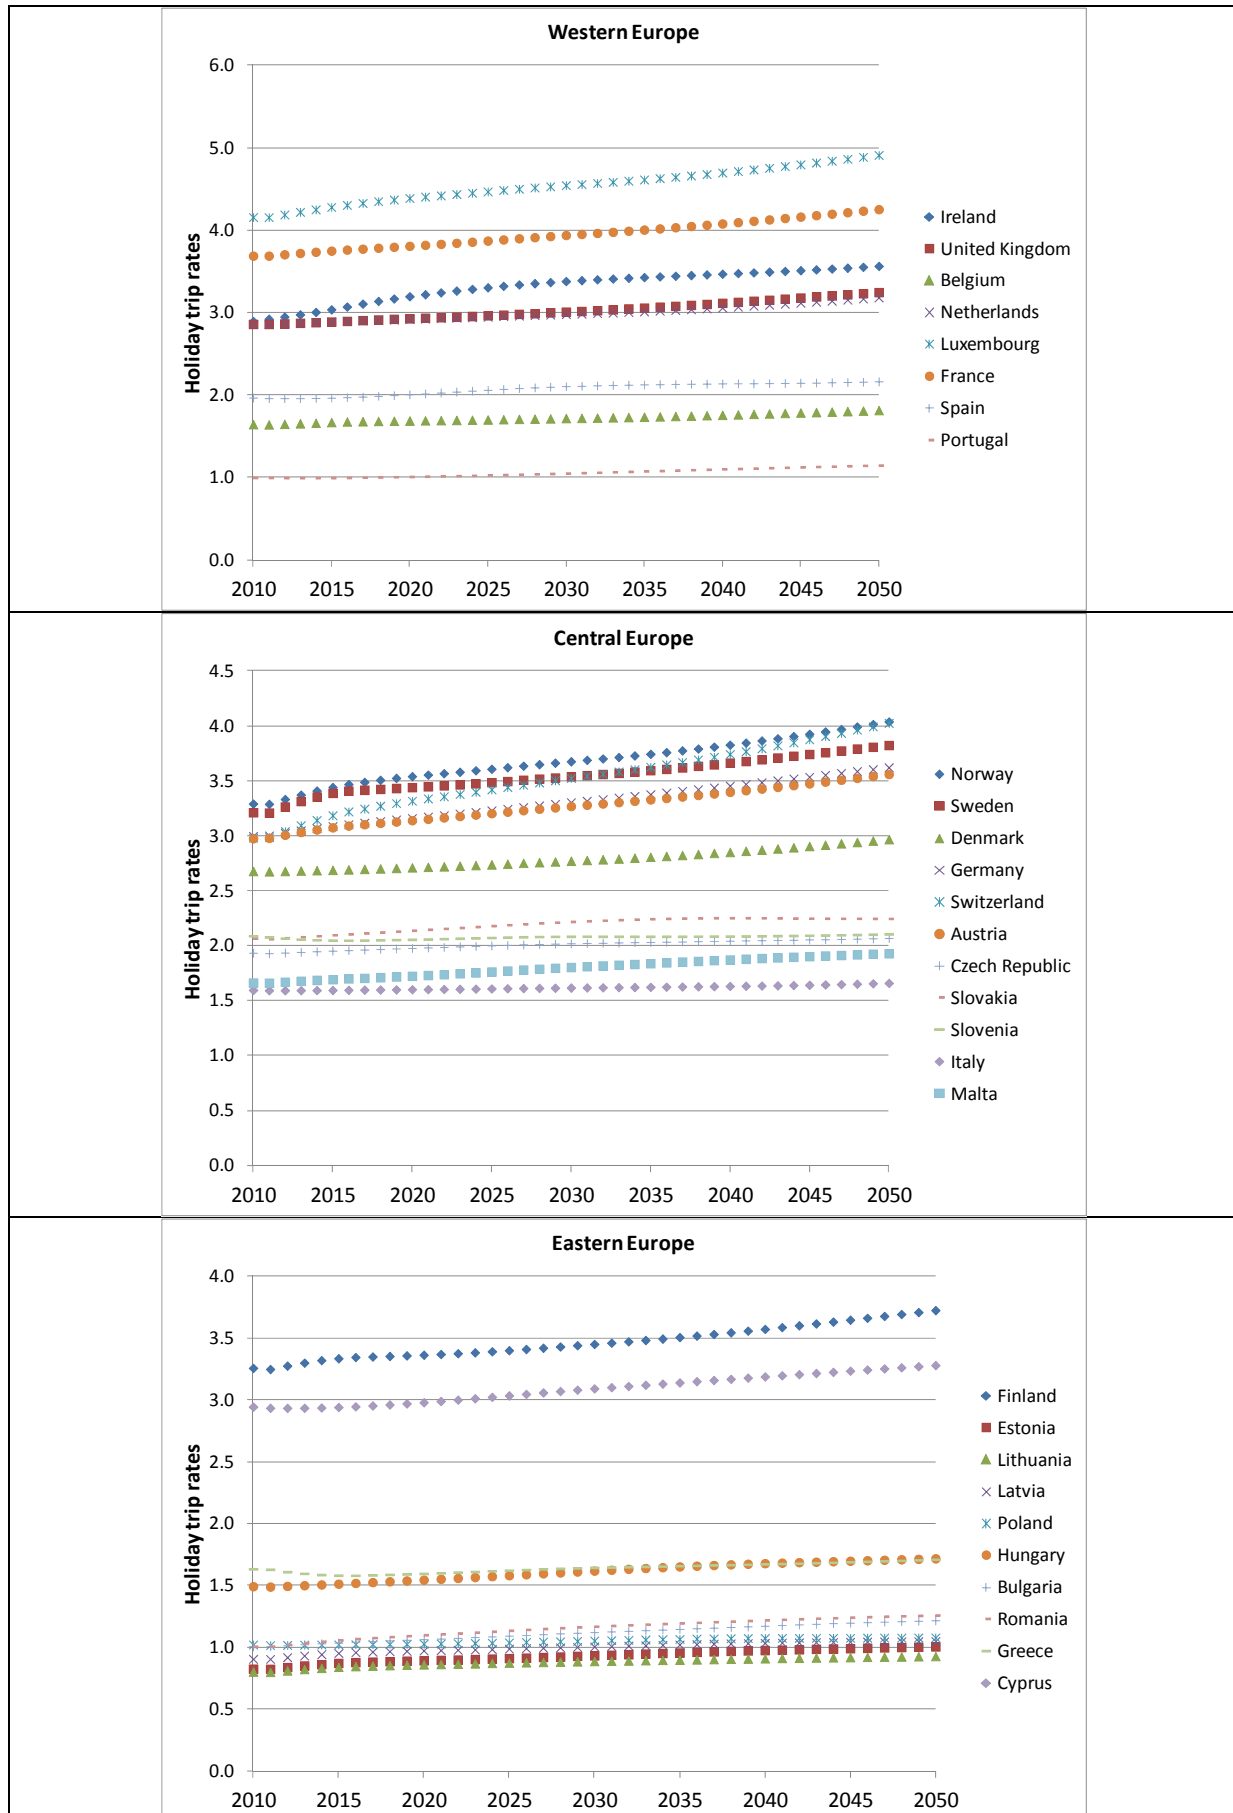 Western Europe
6.0
5.0
4.0
3.0
2.0
1.0
0.0
Holiday trip rates
2010 2015 2020 2025 2030 2035 2040 2045 2050
Ireland
United Kingdom
Belgium
Netherlands
Luxembourg
France
Spain
Portugal
Central Europe
4.5
4.0
3.5
3.0
2.5
2.0
1.5
1.0
0.5
0.0
Holiday trip rates
2010 2015 2020 2025 2030 2035 2040 2045 2050
Norway
Sweden
Denmark
Germany
Switzerland
Austria
Czech Republic
Slovakia
Slovenia
Italy
Malta
Eastern Europe
4.0
3.5
3.0
2.5
2.0
1.5
1.0
0.5
0.0
Holiday trip rates
2010 2015 2020 2025 2030 2035 2040 2045 2050
Finland
Estonia
Lithuania
Latvia
Poland
Hungary
Bulgaria
Romania
Greece
Cyprus